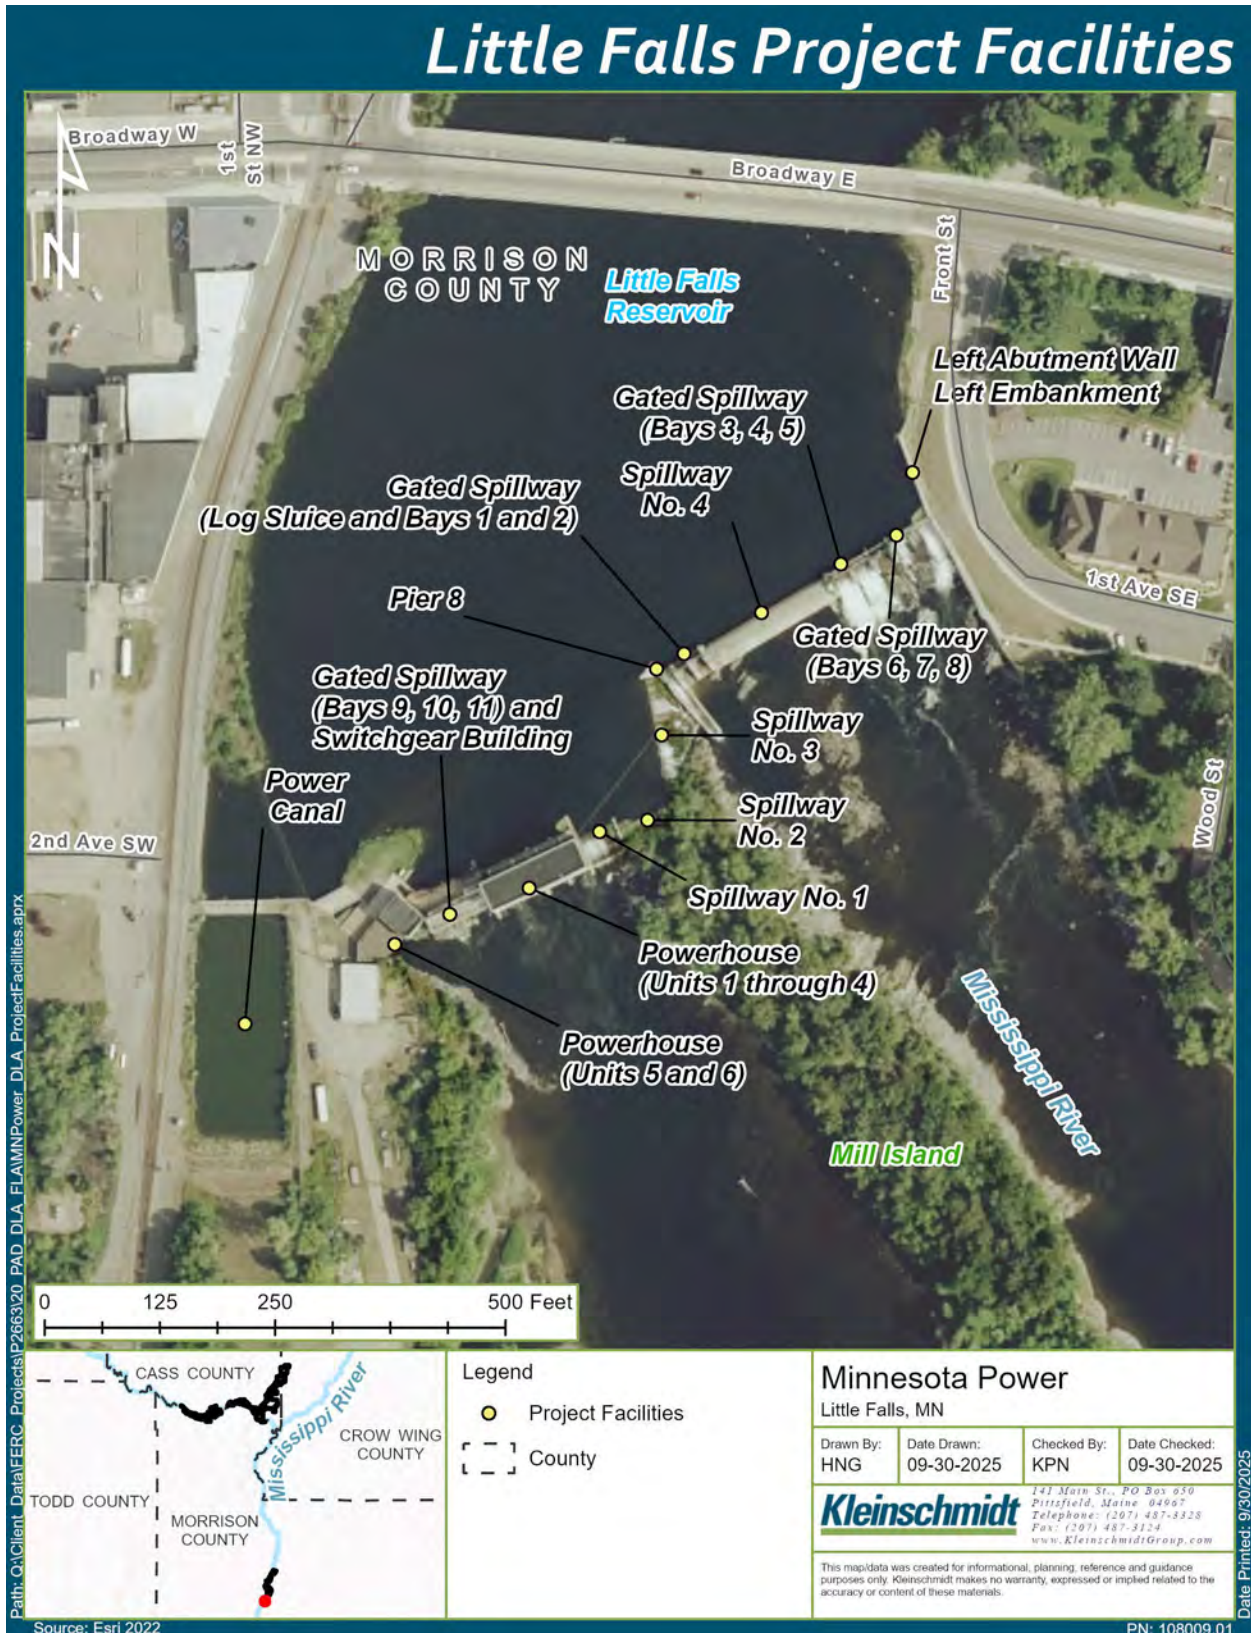 Little Falls Project Facilities
Broadway W
1st
St NW
Broadway E
Front St
N
MORRISON
COUNTY
Little Falls
Reservoir
Left Abutment Wall
Left Embankment
Gated Spillway
(Bays 3, 4, 5)
Spillway
No. 4
Gated Spillway
(Log Sluice and Bays 1 and 2)
1st Ave SE
Pier 8
Gated Spillway
(Bays 6, 7, 8)
Gated Spillway
(Bays 9, 10, 11) and
Switchgear Building
Spillway
No. 3
Power
Canal
Wood St
2nd Ave SW
Spillway
No. 2
Spillway No. 1
Powerhouse
(Units 1 through 4)
Mississippi River
Powerhouse
(Units 5 and 6)
Mill Island
0 125 250 500 Feet
CASS COUNTY
Mississippi River
CROW WING
COUNTY
TODD COUNTY
MORRISON
COUNTY
Legend
Project Facilities
County
Minnesota Power
Little Falls, MN
Drawn By:
HNG
Date Drawn:
09-30-2025
Checked By:
KPN
Date Checked:
09-30-2025
Kleinschmidt
141 Main St., PO Box 650
Pittsfield, Maine 04967
Telephone: (207) 487-3328
Fax: (207) 487-3124
www.KleinschmidtGroup.com
This map/data was created for informational, planning, reference and guidance
purposes only. Kleinschmidt makes no warranty, expressed or implied related to the
accuracy or content of these materials.
Path: Q:\Client_Data\FERC_Projects\P2663\20_PAD_DLA_FLA\MNPower_DLA_ProjectFacilities.aprx
Date Printed: 9/30/2025
Source: Esri 2022
PN: 108009.01